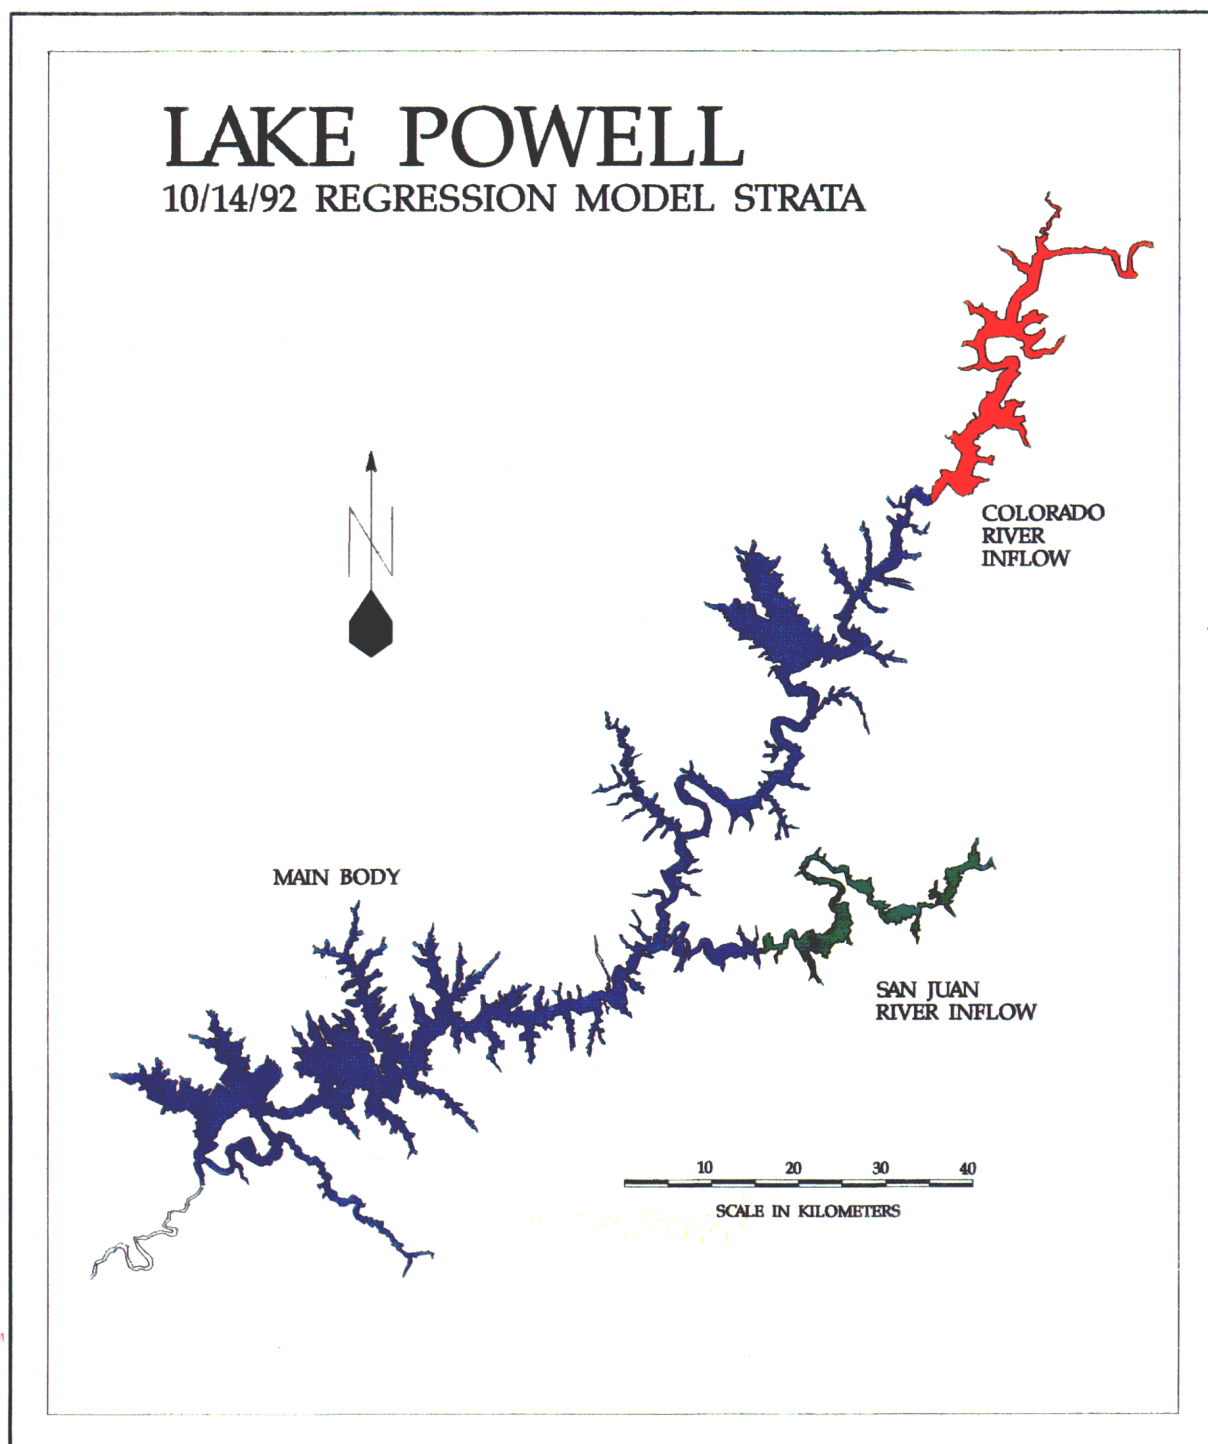 LAKE POWELL
10/14/92 REGRESSION MODEL STRATA
COLORADO
RIVER
INFLOW
N
MAIN BODY
SAN JUAN
RIVER INFLOW
10 20 30 40
SCALE IN KILOMETERS